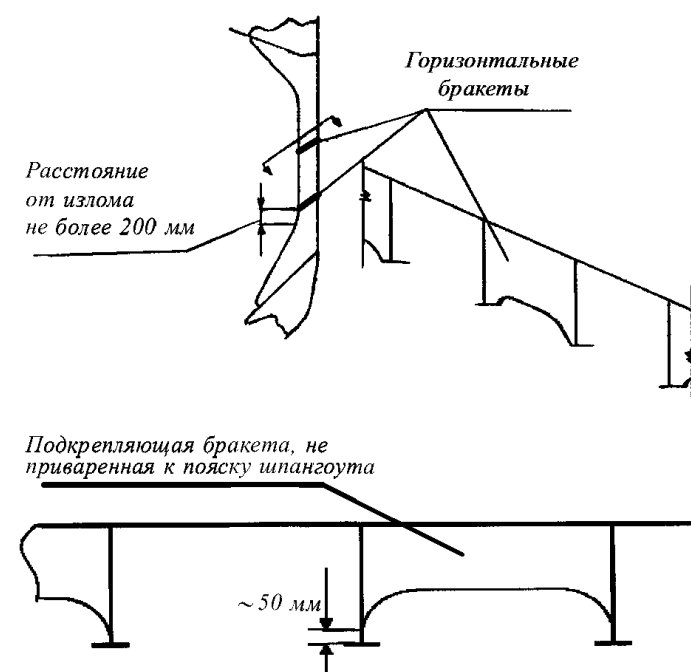 Горизонтальные
бракеты
Расстояние
от излома
не более 200 мм
Подкрепляющая бракета, не
приваренная к пояску шпангоута
~ 50 мм